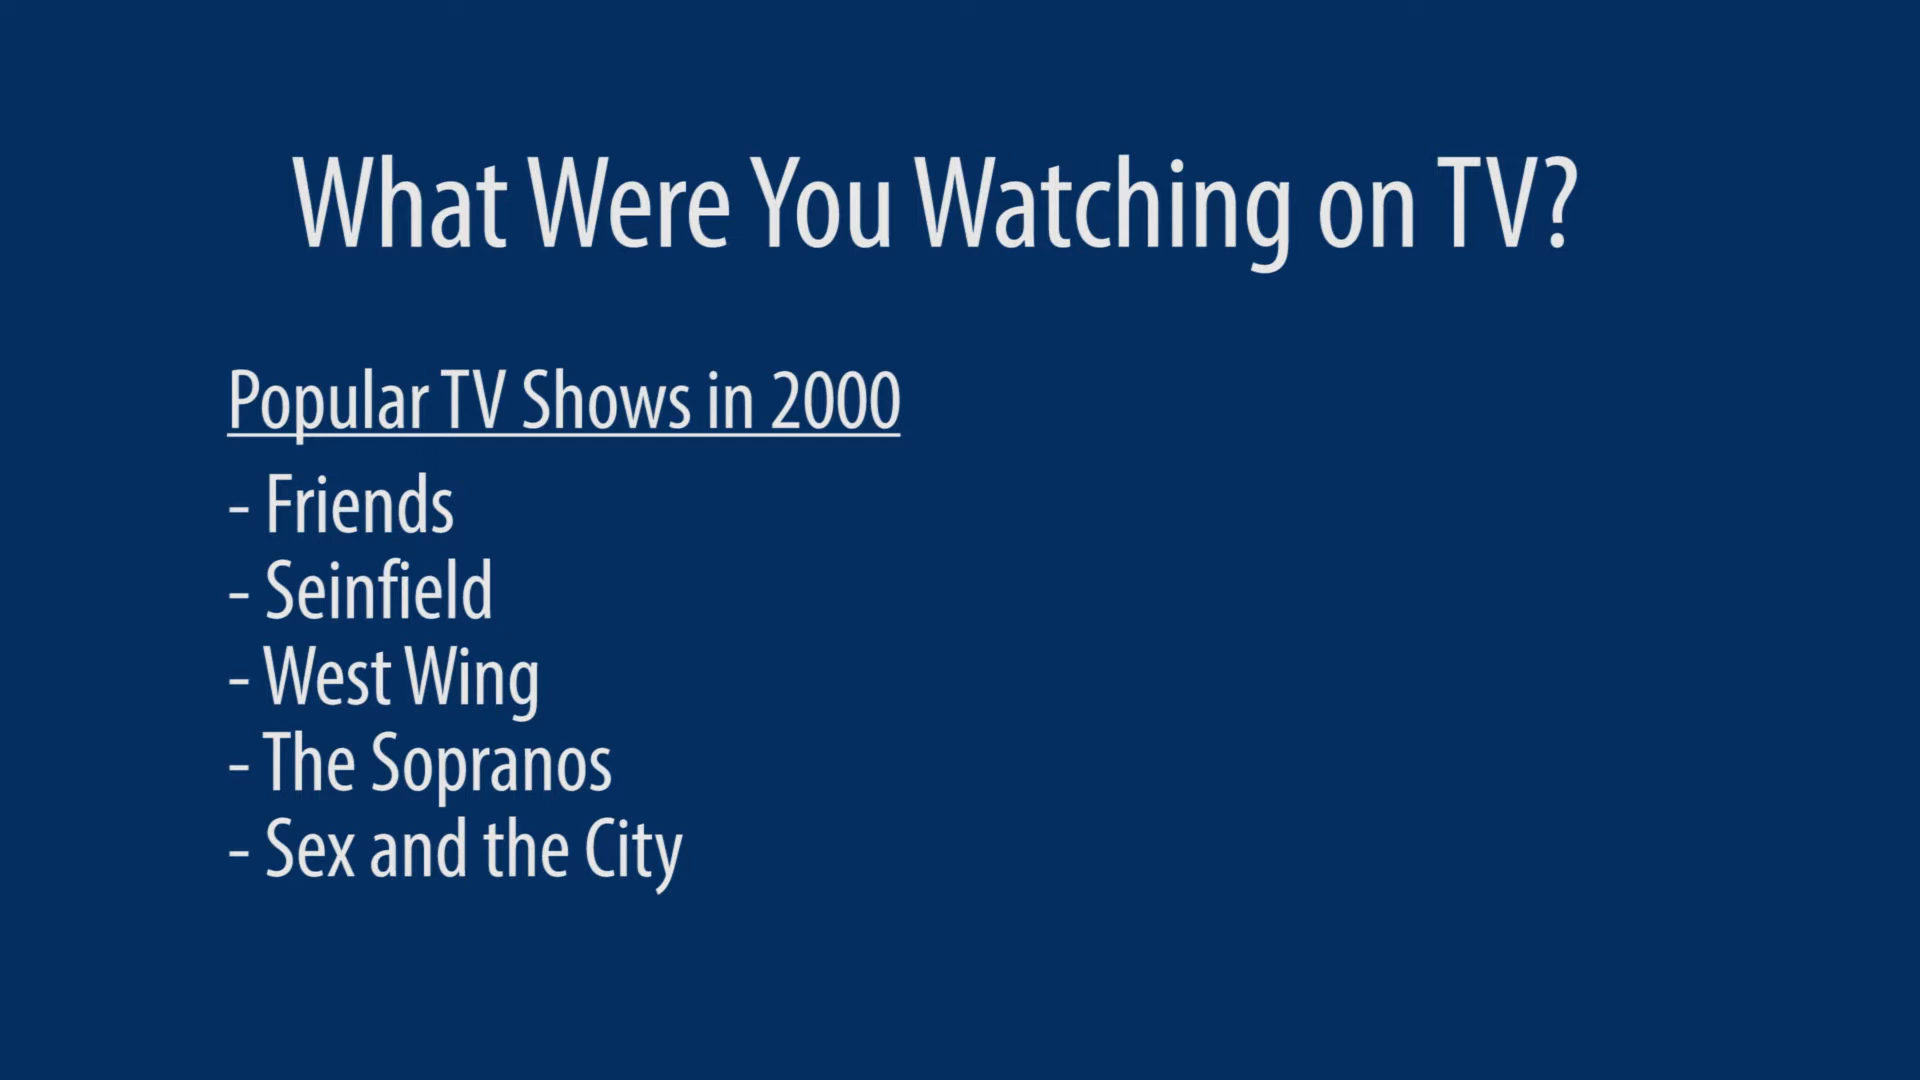 What Were You Watching on TV?
Popular TV Shows in 2000
- Friends
- Seinfield
- West Wing
- The Sopranos
- Sex and the City